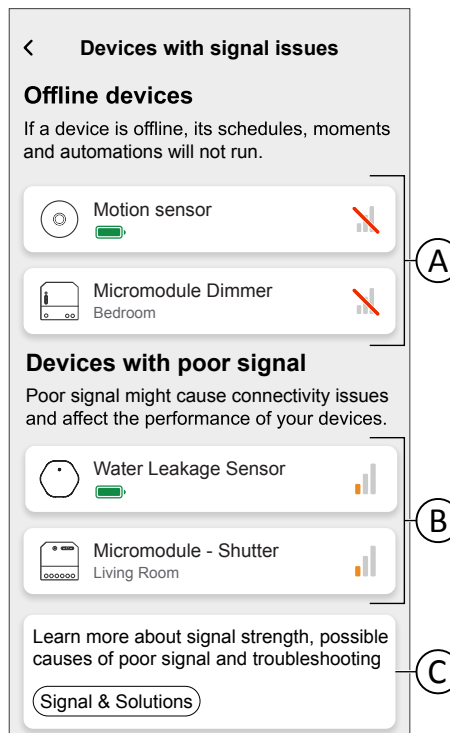 Devices with signal issues
Offline devices
If a device is offline, its schedules, moments
and automations will not run.
Motion sensor
Micromodule Dimmer
Bedroom
A
Devices with poor signal
Poor signal might cause connectivity issues
and affect the performance of your devices.
Water Leakage Sensor
Micromodule - Shutter
Living Room
B
Learn more about signal strength, possible
causes of poor signal and troubleshooting
Signal & Solutions
C